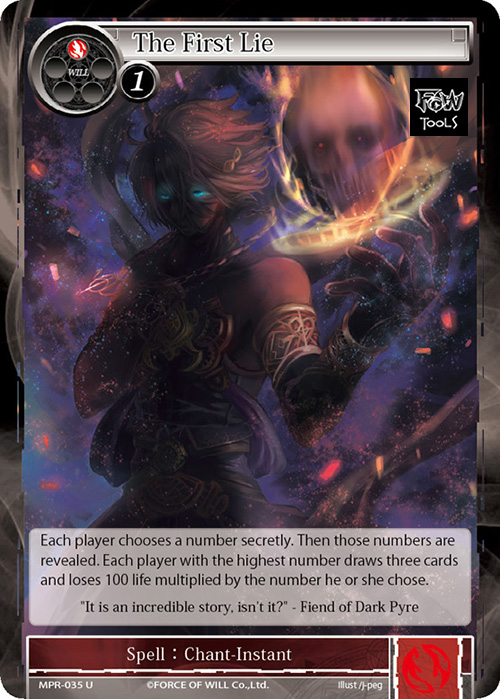 The First Lie
WILL
1
FOW
TOOLS
Each player chooses a number secretly. Then those numbers are
revealed. Each player with the highest number draws three cards
and loses 100 life multiplied by the number he or she chose.
"It is an incredible story, isn't it?" - Fiend of Dark Pyre
Spell : Chant-Instant
MPR-035 U ©FORCE OF WILL Co.,Ltd. Illust/j-peg